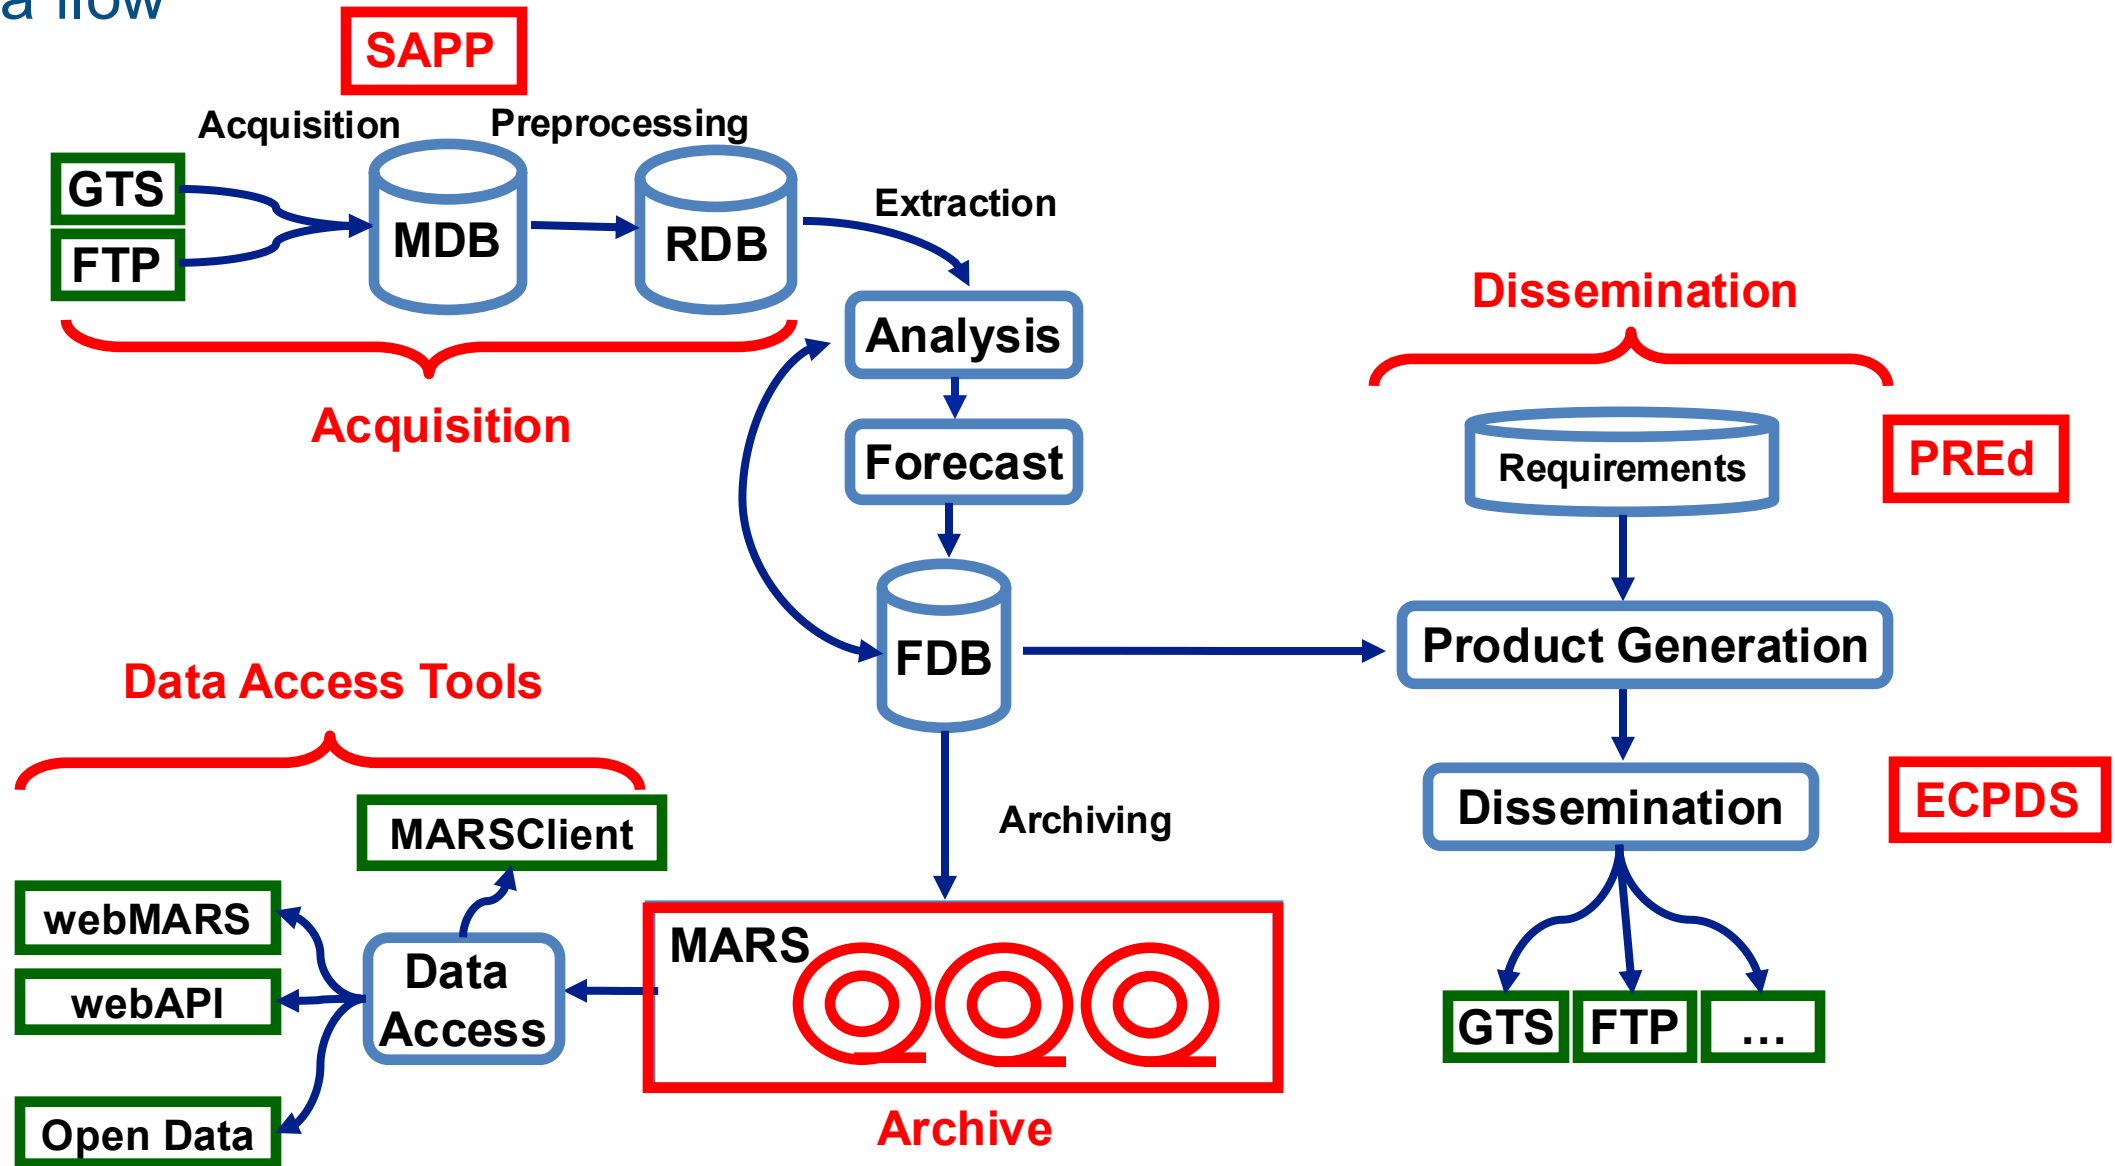 a flow
SAPP
Acquisition
Preprocessing
GTS
FTP
MDB
RDB
Extraction
Acquisition
Analysis
Forecast
FDB
Dissemination
Requirements
PREd
Product Generation
Dissemination
ECPDS
GTS
FTP
...
Data Access Tools
MARSClient
webMARS
webAPI
Open Data
Data
Access
Archiving
MARS
Archive